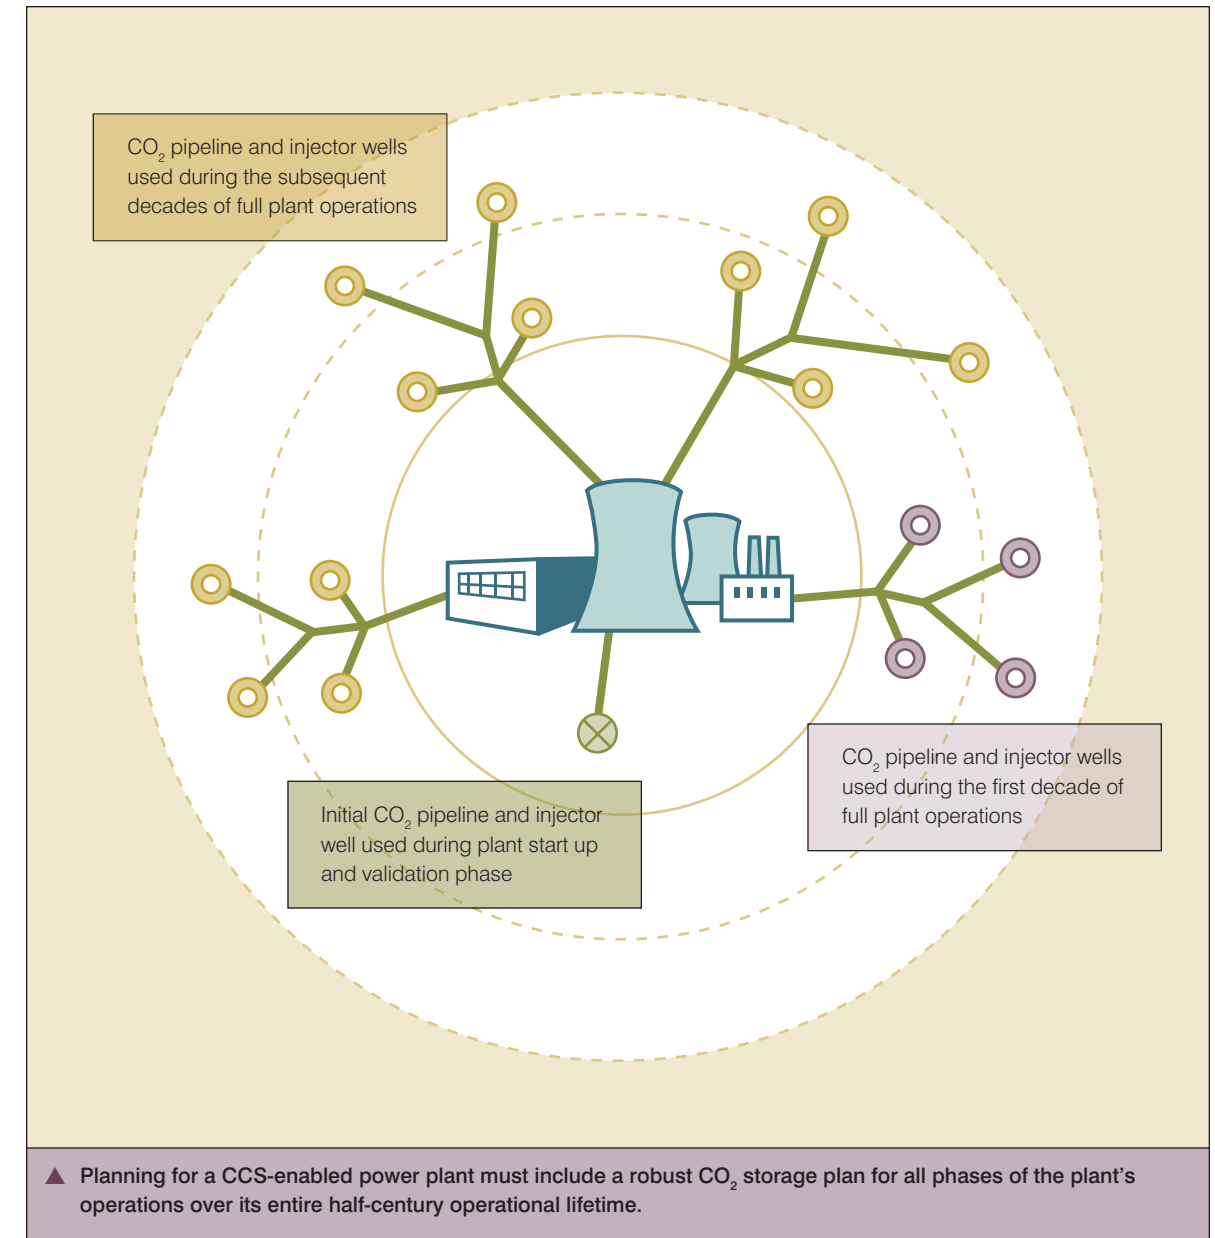 CO₂ pipeline and injector wells
used during the subsequent
decades of full plant operations
CO₂ pipeline and injector wells
used during the first decade of
full plant operations
Initial CO₂ pipeline and injector
well used during plant start up
and validation phase
▲ Planning for a CCS-enabled power plant must include a robust CO₂ storage plan for all phases of the plant's
operations over its entire half-century operational lifetime.